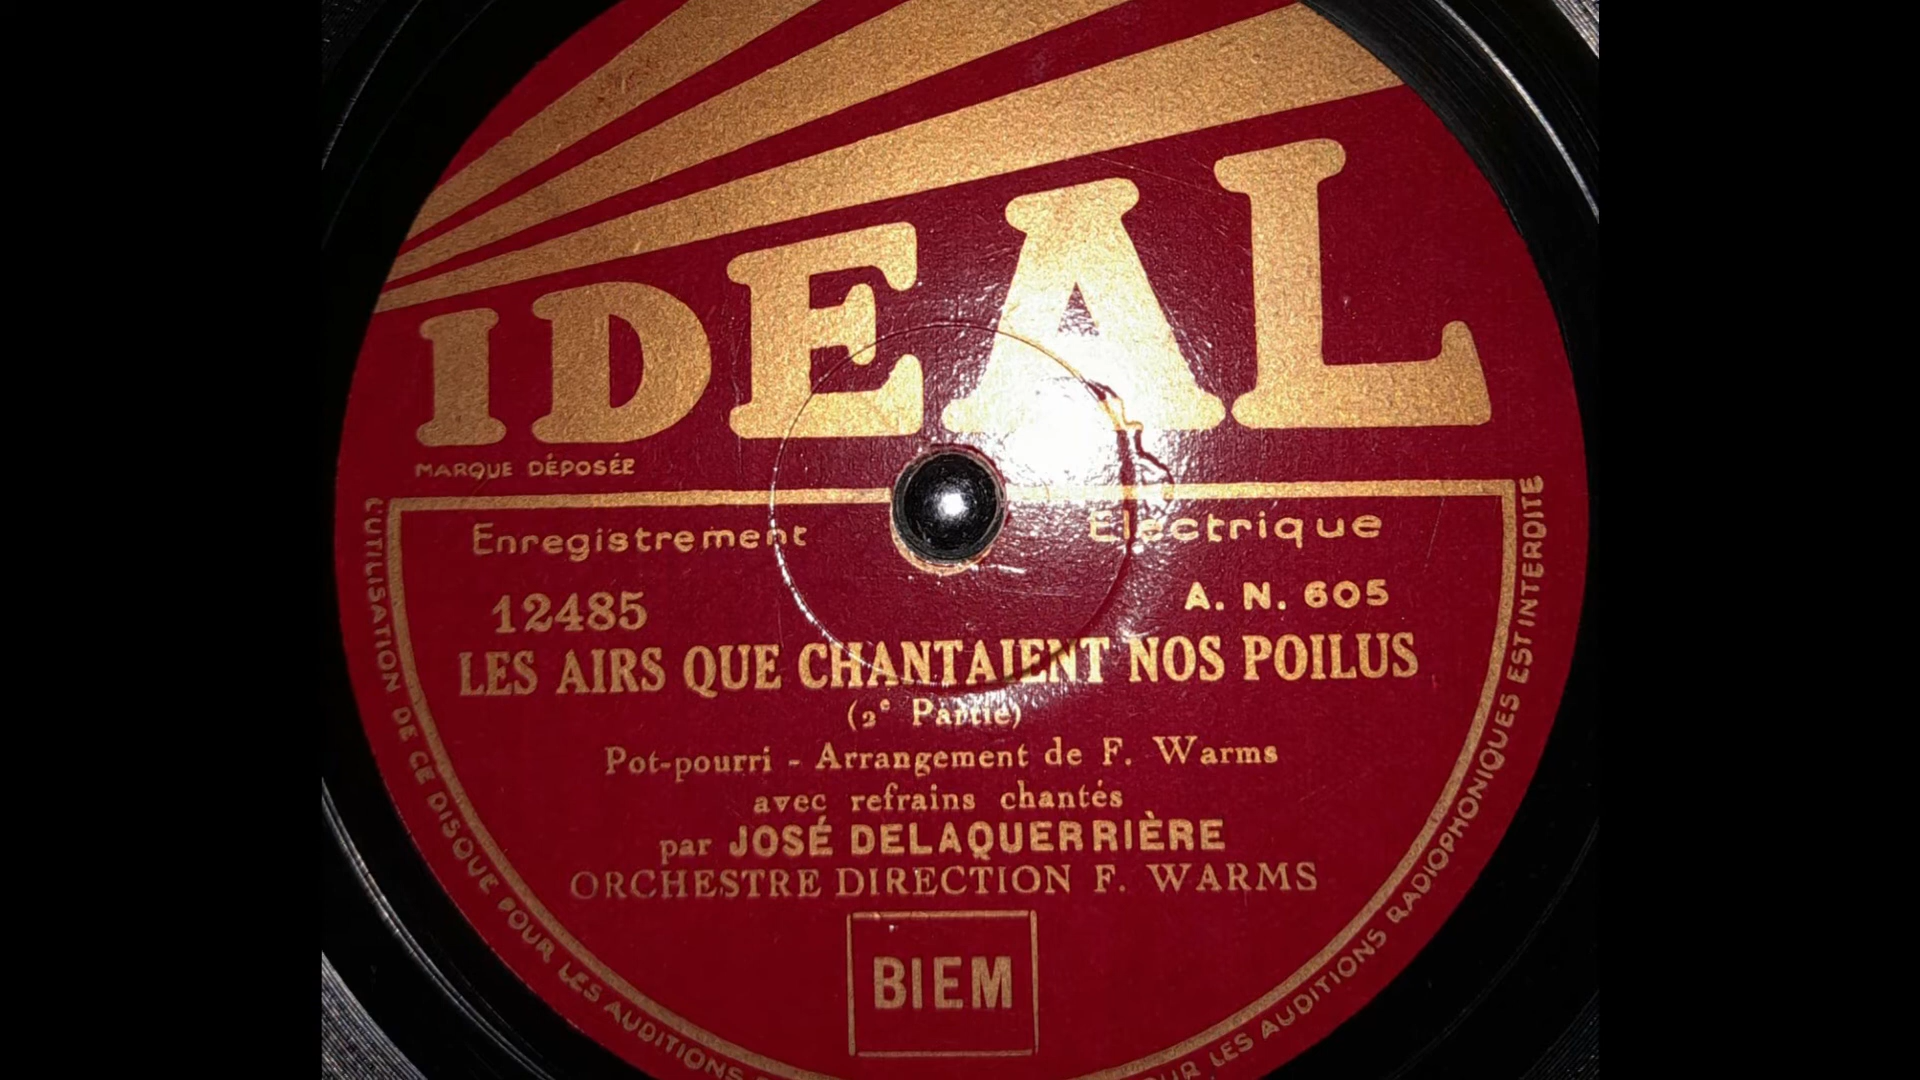 IDEAL
MARQUE DÉPOSÉE
Enregistrement Electrique
12485 A. N. 605
LES AIRS QUE CHANTAIENT NOS POILUS
(2e Partie)
Pot-pourri - Arrangement de F. Warms
avec refrains chantés
par JOSÉ DELAQUERRIÈRE
ORCHESTRE DIRECTION F. WARMS
BIEM
L'UTILISATION DE CE DISQUE POUR LES AUDITIONS
LES AUDITIONS RADIOPHONIQUES EST INTERDITE